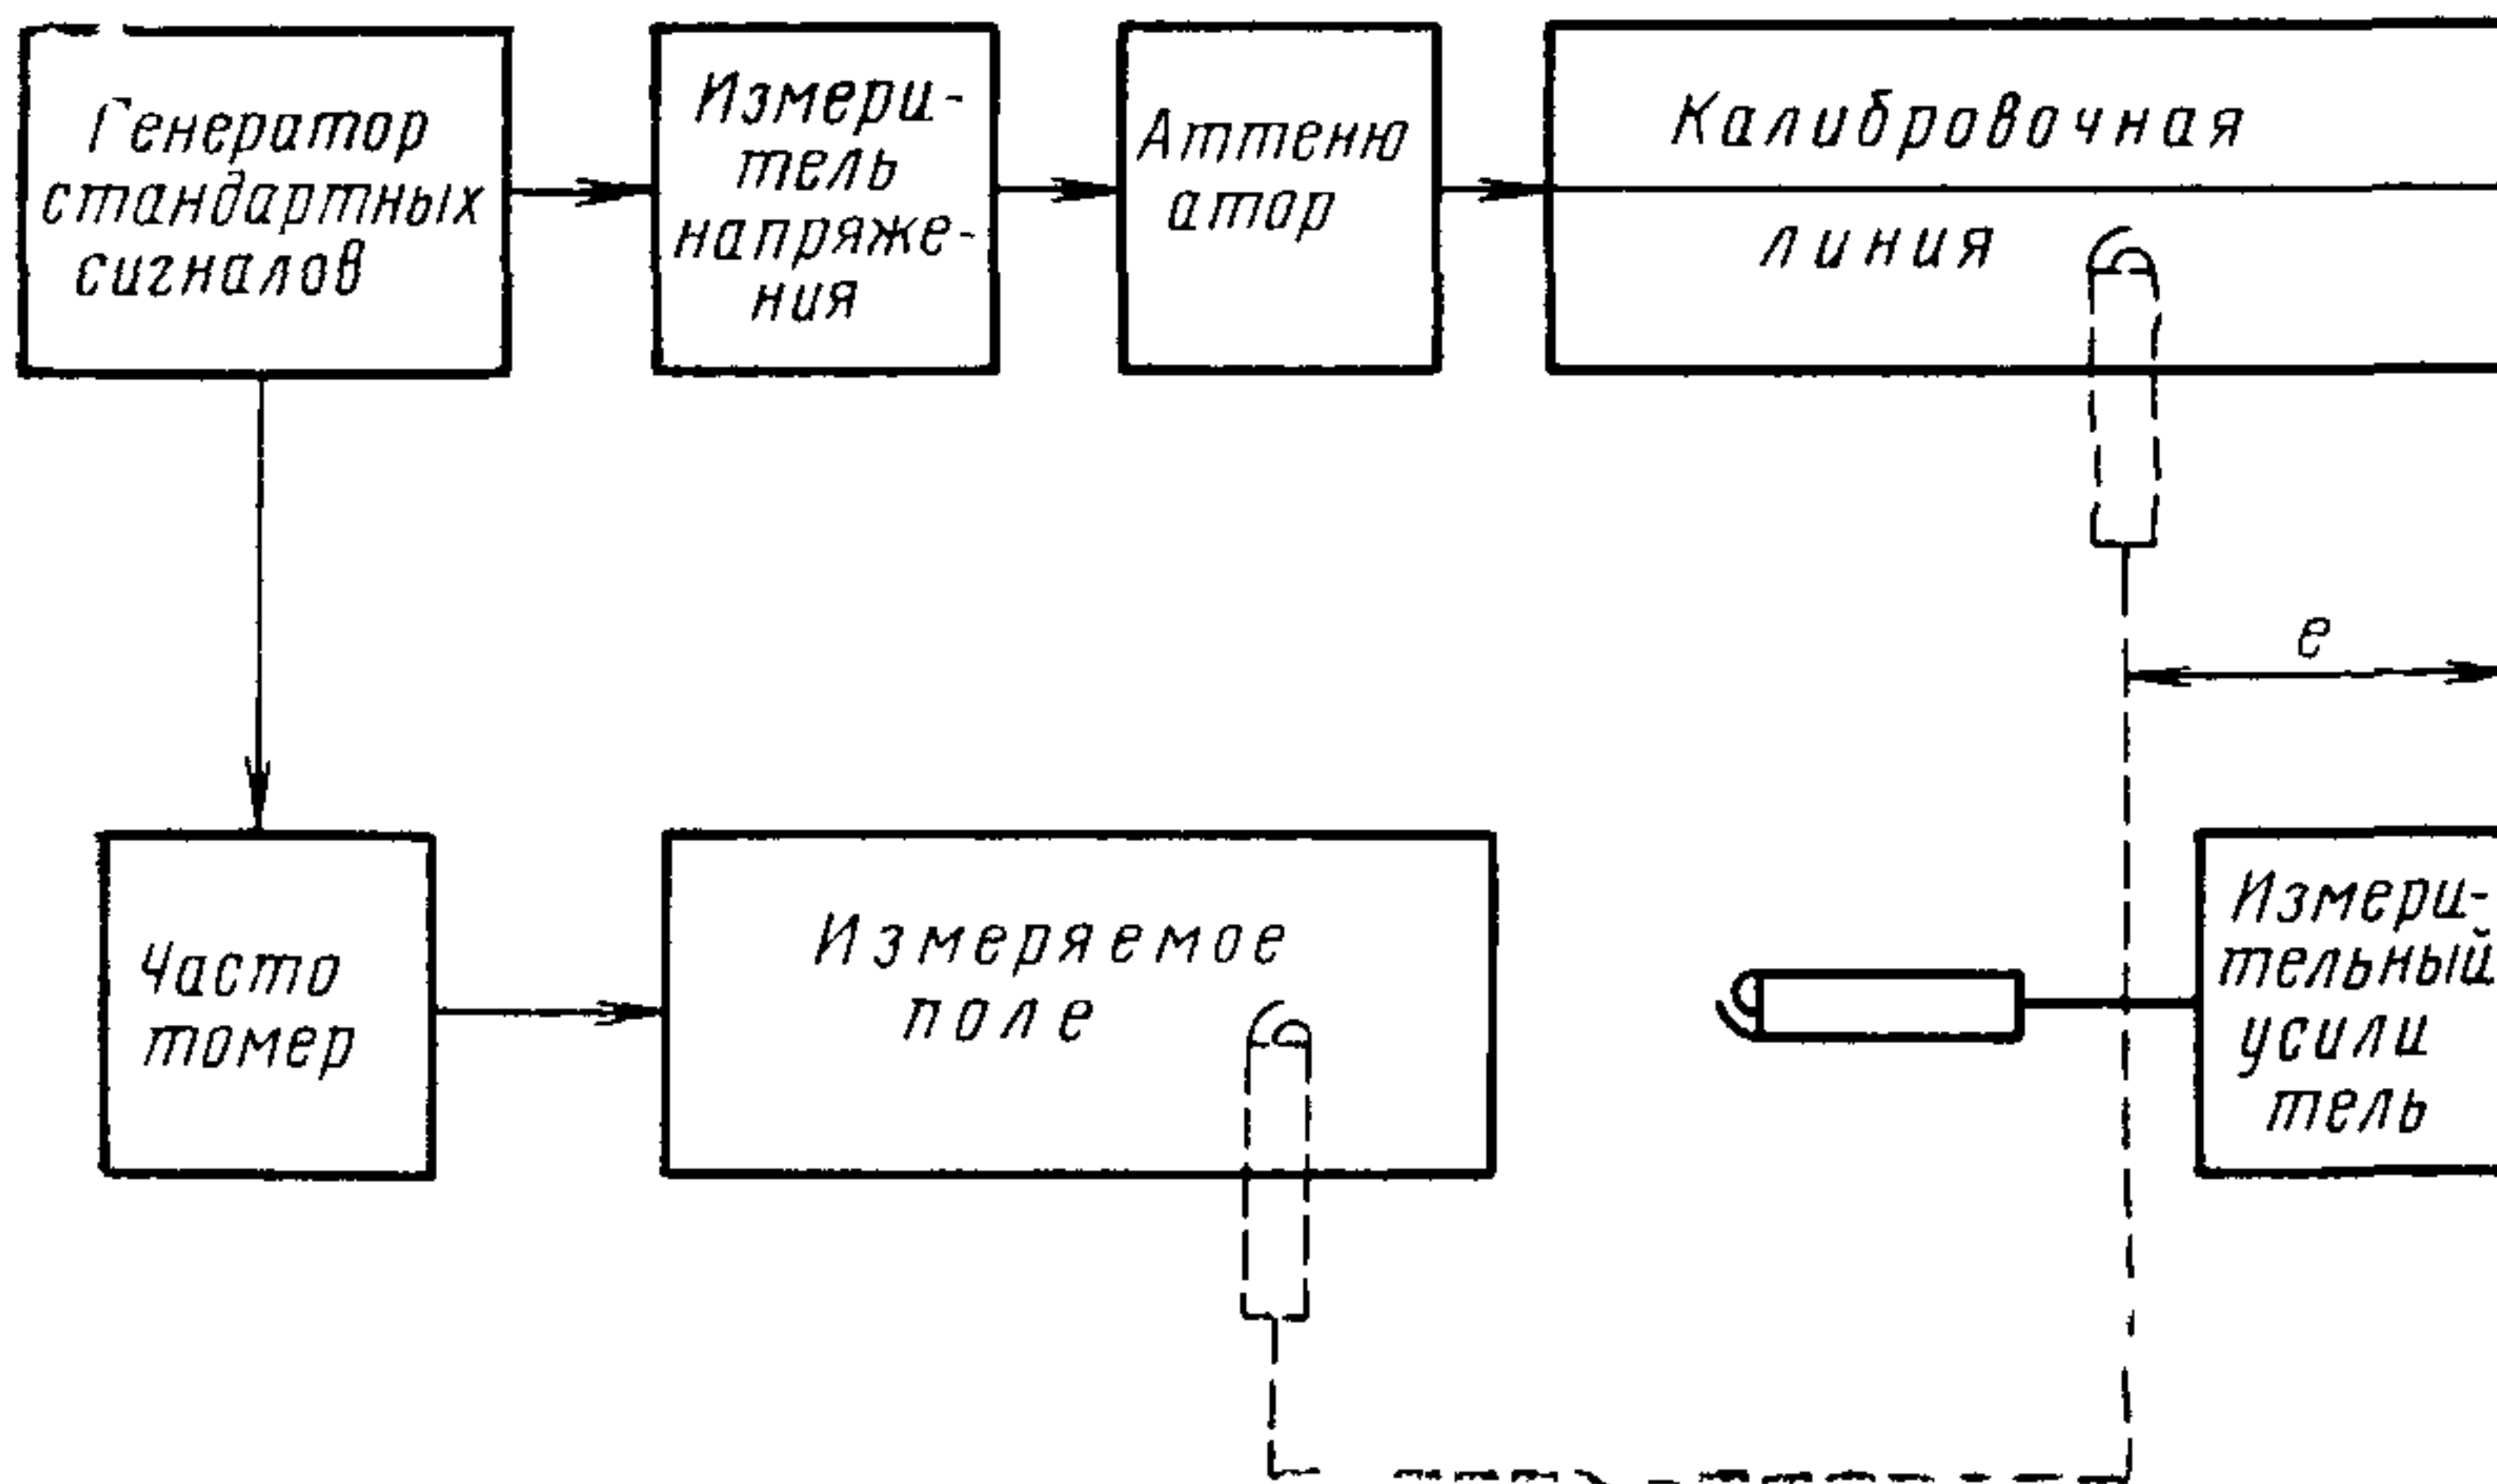 Генератор
стандартных
сигналов
Измери-
тель
напряже-
ния
Аттеню
атор
Калибровочная
линия
е
Часто
томер
Измеряемое
поле
Измери-
тельный
усили
тель